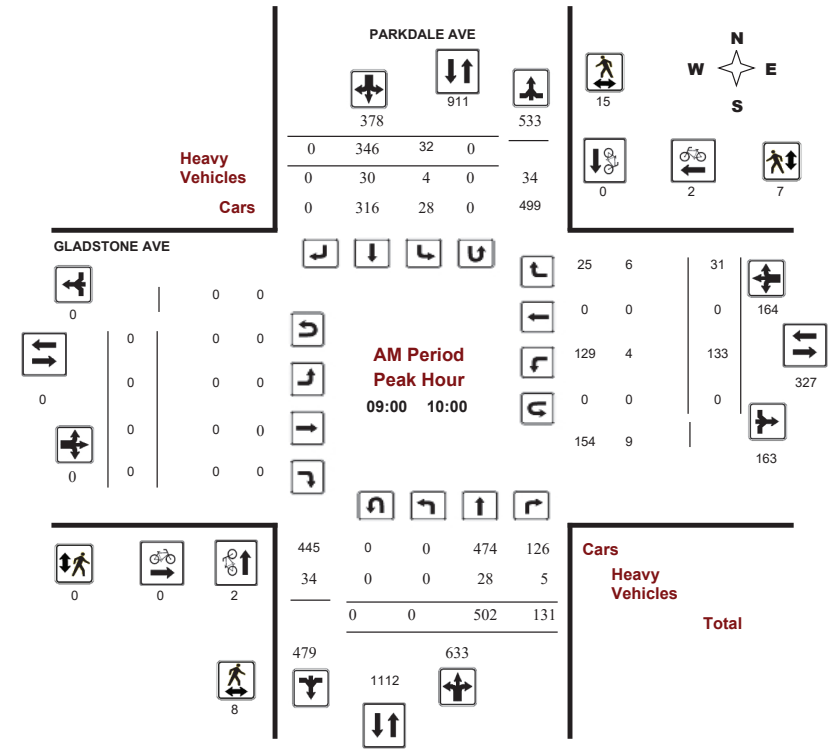 PARKDALE AVE
N
W E
S
911
15
378
533
0 346 32 0
Heavy
Vehicles
0 30 4 0 34
Cars
0 316 28 0 499
0 2 7
GLADSTONE AVE
0
0 0
25 6 31
164
0 0 0
0 0 0
327
0
AM Period
Peak Hour
09:00 10:00
129 4 133
0 0 0
0 0 0
0 0 0
0
154 9
163
0 0 0
445 0 0 474 126
34 0 0 28 5
0 0 502 131
Cars
Heavy
Vehicles
Total
0 0 2
479
633
1112
8